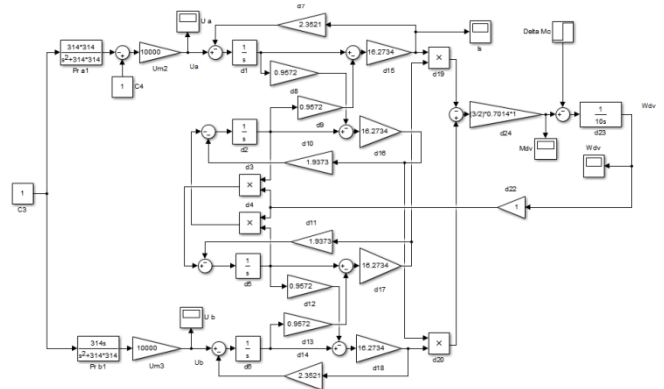 d7
U a
2.3521
Delta Mc
314*314
s²+314*314
Pr a1
10000
Um2
Ua
1
s
d1
16.2734
d15
Is
×
d19
1
C4
0.9572
d8
0.9572
d9
1
s
d2
16.2734
d16
(3/2)*0.7014*1
d24
Mdv
1
10s
d23
Wdv
Wdv
d10
1.9373
d3
×
d4
×
1
C3
d22
1
d11
1.9373
1
s
d5
16.2734
d17
0.9572
d12
0.9572
d13
U b
314s
s²+314*314
Pr b1
10000
Um3
Ub
1
s
d6
d14
16.2734
d18
×
d20
2.3521